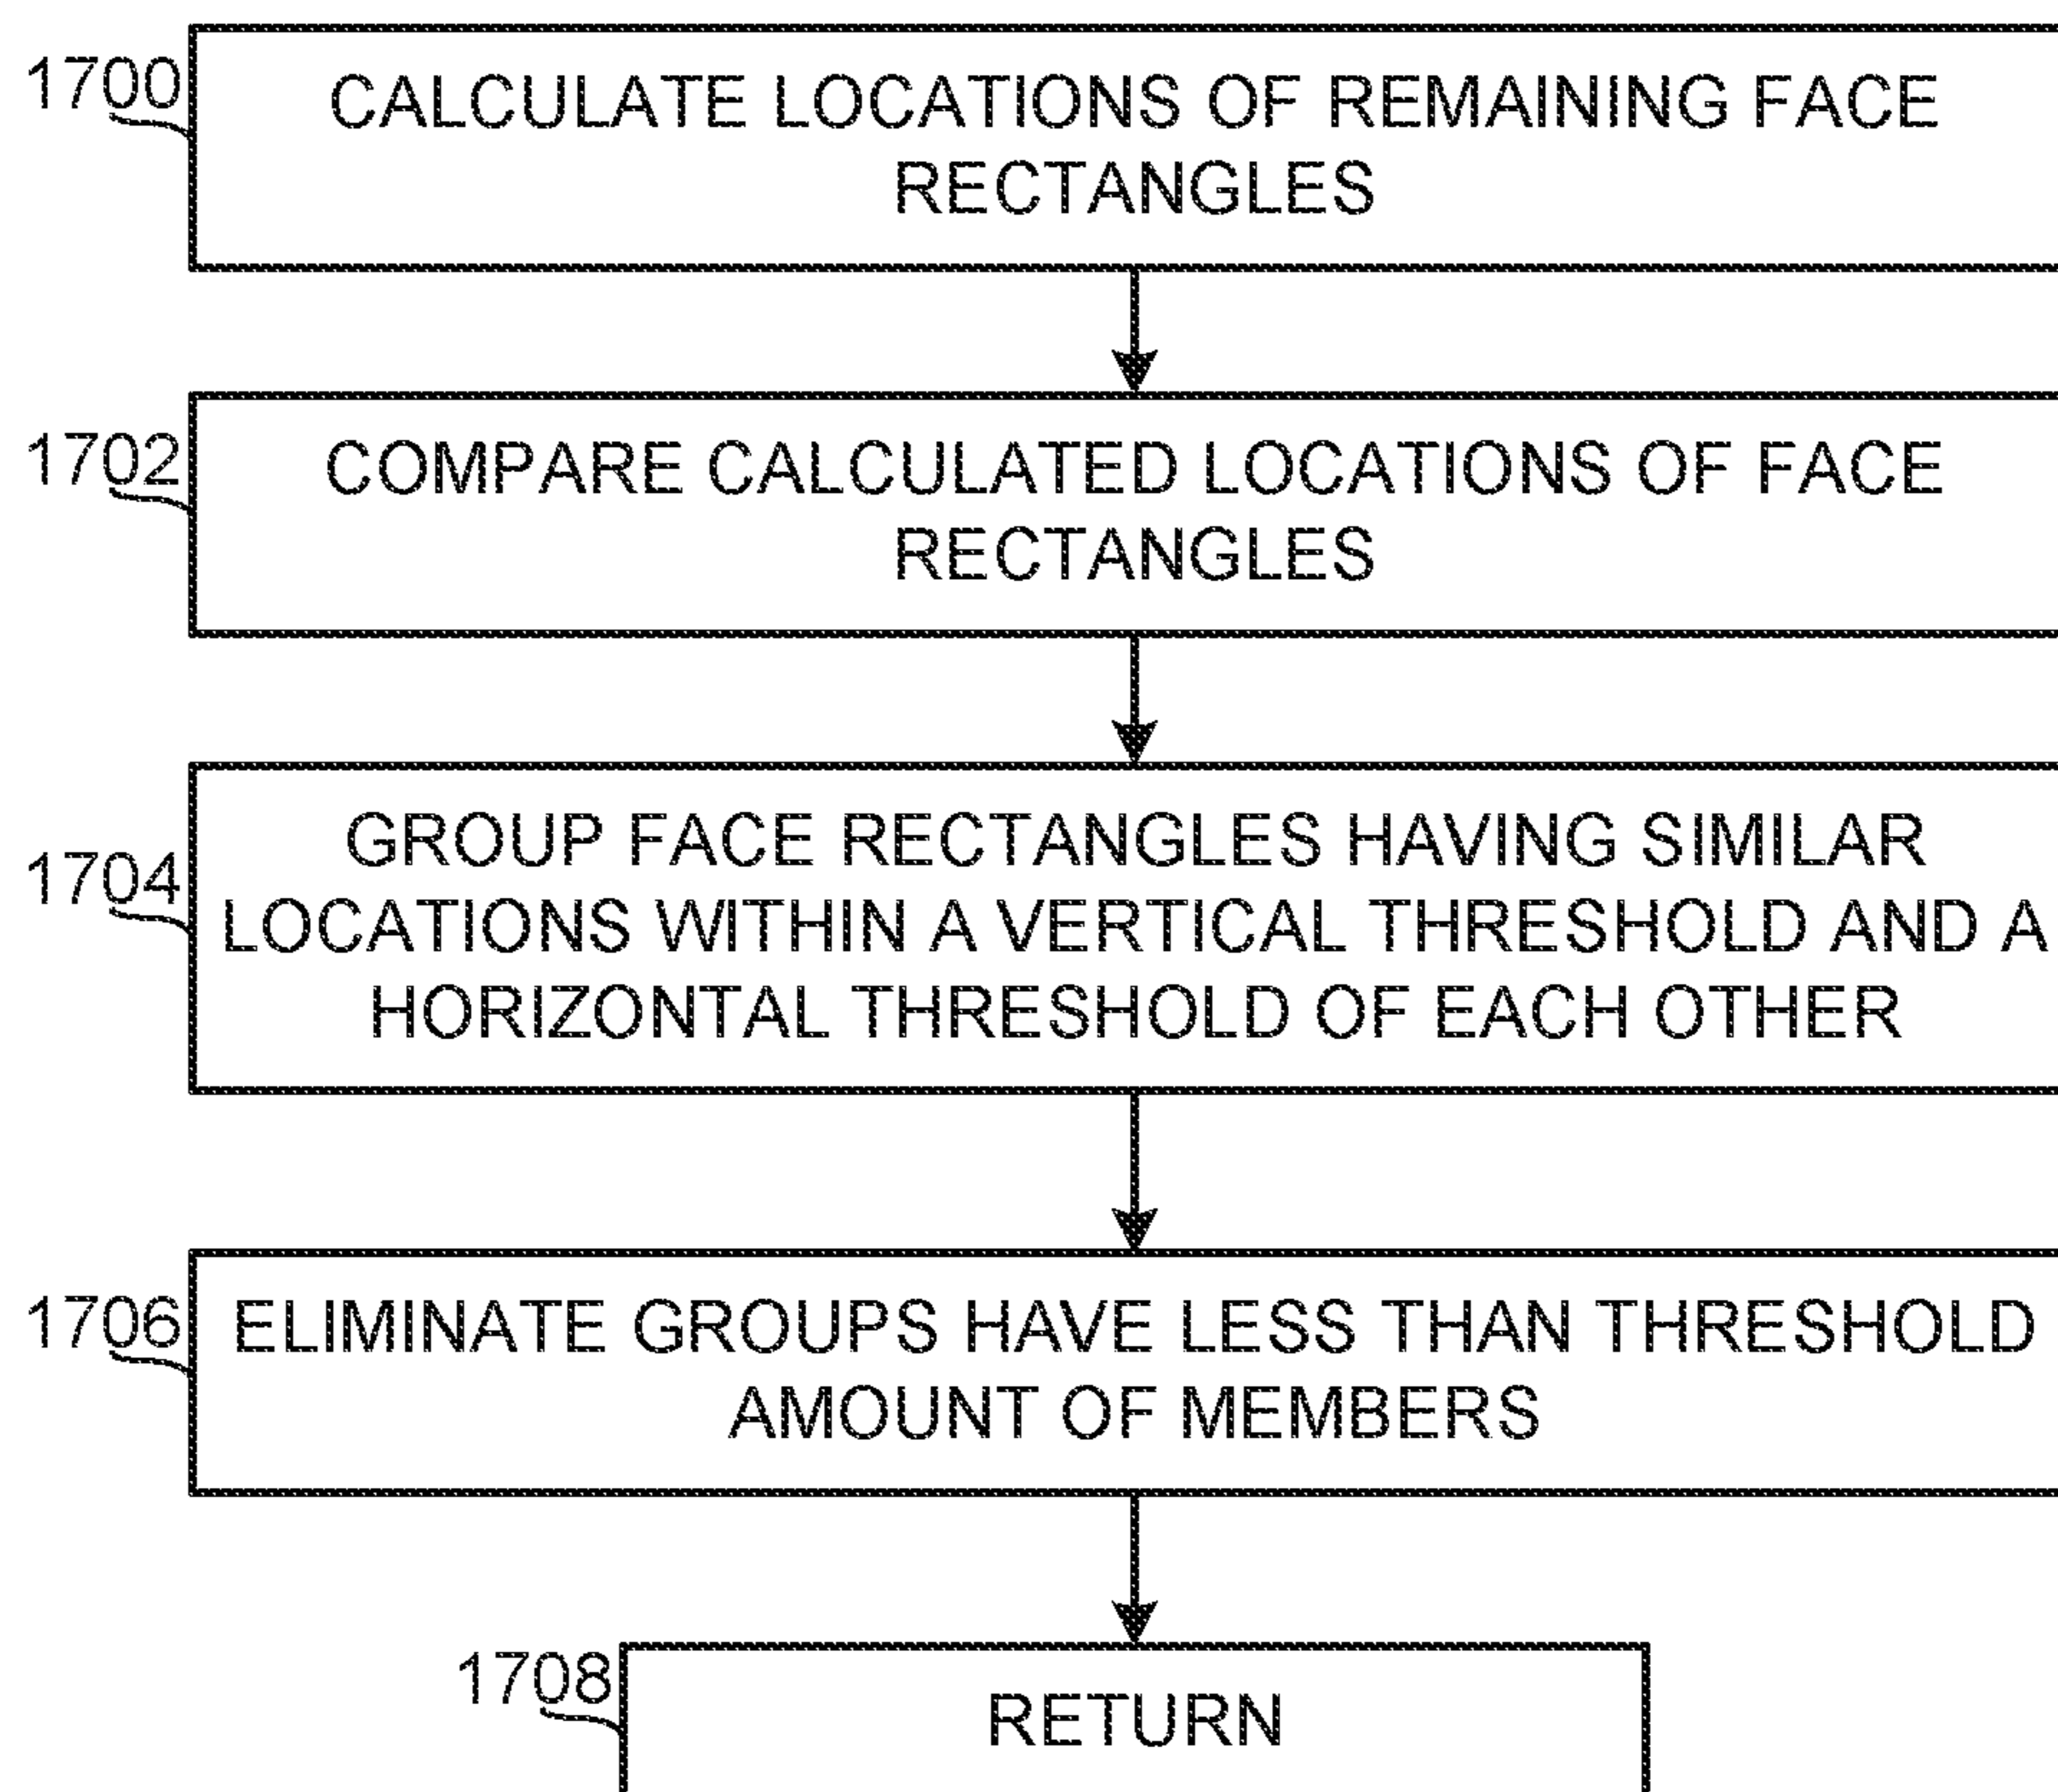 1700
CALCULATE LOCATIONS OF REMAINING FACE
RECTANGLES
1702
COMPARE CALCULATED LOCATIONS OF FACE
RECTANGLES
1704
GROUP FACE RECTANGLES HAVING SIMILAR
LOCATIONS WITHIN A VERTICAL THRESHOLD AND A
HORIZONTAL THRESHOLD OF EACH OTHER
1706
ELIMINATE GROUPS HAVE LESS THAN THRESHOLD
AMOUNT OF MEMBERS
1708
RETURN